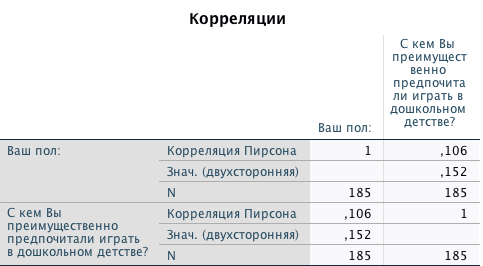 Корреляции
С кем Вы
преимущест
венно
предпочита
ли играть в
дошкольном
детстве?
Ваш пол:
Ваш пол: Корреляция Пирсона 1 ,106
Знач. (двухсторонняя) ,152
N 185 185
С кем Вы
преимущественно
предпочитали играть
в дошкольном детстве?
Корреляция Пирсона ,106 1
Знач. (двухсторонняя) ,152
N 185 185